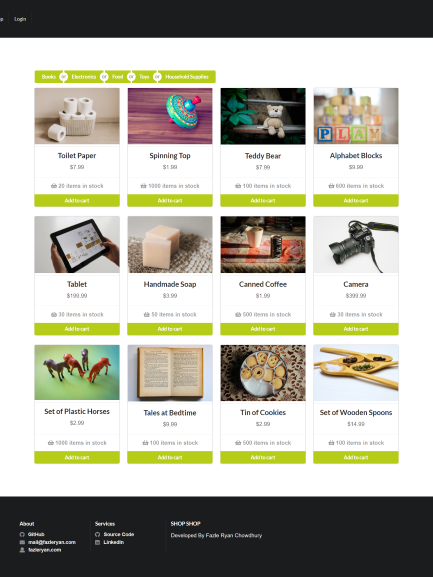 p Login
Books or Electronics or Food or Toys or Household Supplies
Toilet Paper
$7.99
20 items in stock
Add to cart
Spinning Top
$1.99
1000 items in stock
Add to cart
Teddy Bear
$7.99
100 items in stock
Add to cart
PLAY
Alphabet Blocks
$9.99
600 items in stock
Add to cart
Tablet
$199.99
30 items in stock
Add to cart
Handmade Soap
$3.99
50 items in stock
Add to cart
Canned Coffee
$1.99
500 items in stock
Add to cart
Camera
$399.99
30 items in stock
Add to cart
Set of Plastic Horses
$2.99
1000 items in stock
Add to cart
Tales at Bedtime
$9.99
100 items in stock
Add to cart
Tin of Cookies
$2.99
500 items in stock
Add to cart
Set of Wooden Spoons
$14.99
100 items in stock
Add to cart
About
GitHub
mail@fazleryan.com
fazleryan.com
Services
Source Code
Linkedin
SHOP SHOP
Developed By Fazle Ryan Chowdhury